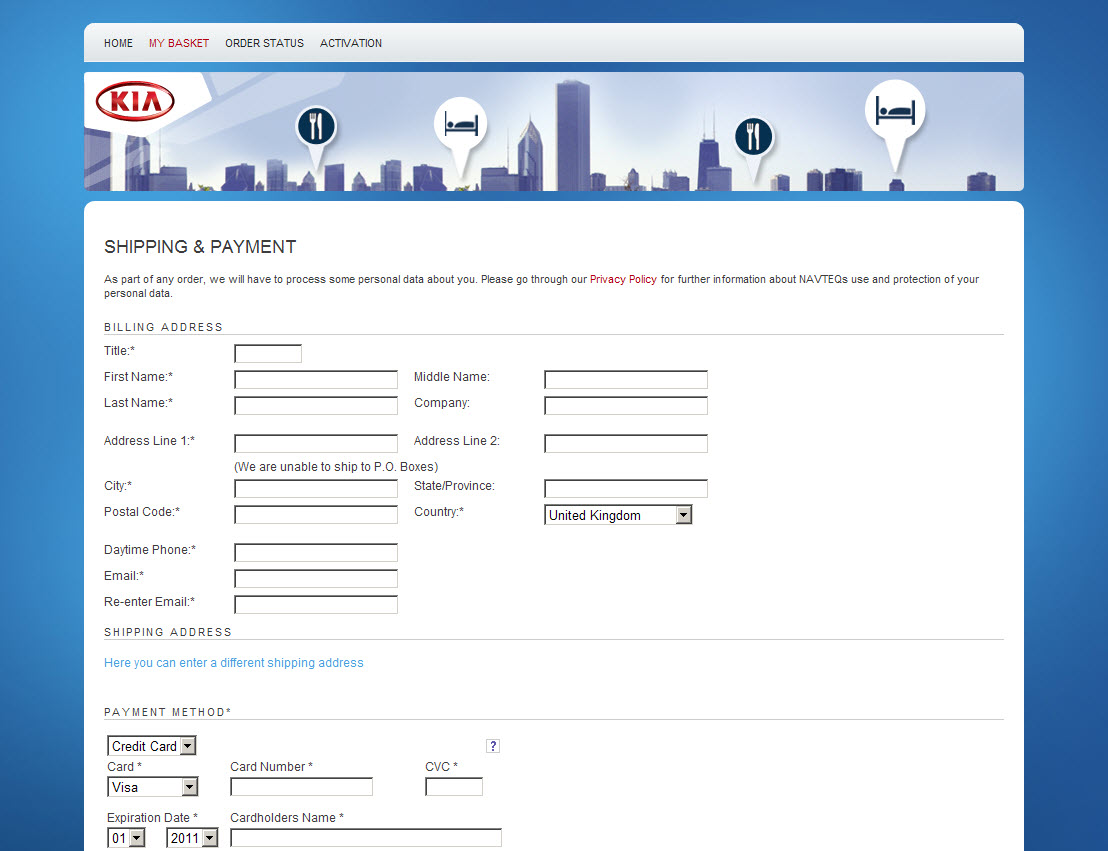 HOME MY BASKET ORDER STATUS ACTIVATION
KIA
SHIPPING & PAYMENT
As part of any order, we will have to process some personal data about you. Please go through our Privacy Policy for further information about NAVTEQs use and protection of your
personal data.
BILLING ADDRESS
Title:*
First Name:* Middle Name:
Last Name:* Company:
Address Line 1:* Address Line 2:
(We are unable to ship to P.O. Boxes)
City:* State/Province:
Postal Code:* Country:* United Kingdom
Daytime Phone:*
Email:*
Re-enter Email:*
SHIPPING ADDRESS
Here you can enter a different shipping address
PAYMENT METHOD*
Credit Card ?
Card * Card Number * CVC *
Visa
Expiration Date * Cardholders Name *
01 2011